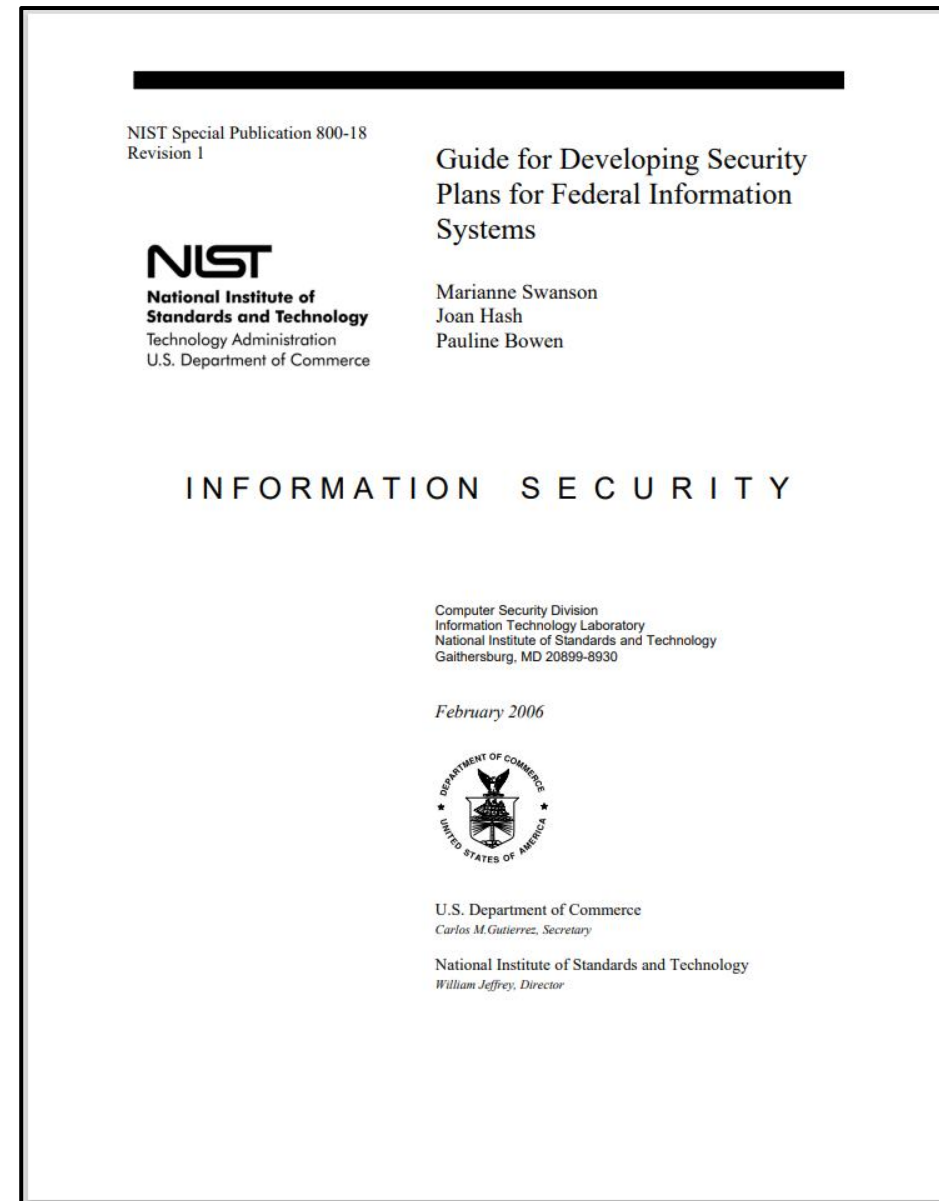 NIST Special Publication 800-18
Revision 1
Guide for Developing Security
Plans for Federal Information
Systems
Marianne Swanson
Joan Hash
Pauline Bowen
NIST
National Institute of
Standards and Technology
Technology Administration
U.S. Department of Commerce
INFORMATION SECURITY
Computer Security Division
Information Technology Laboratory
National Institute of Standards and Technology
Gaithersburg, MD 20899-8930
February 2006
DEPARTMENT OF COMMERCE
UNITED STATES OF AMERICA
U.S. Department of Commerce
Carlos M.Gutierrez, Secretary
National Institute of Standards and Technology
William Jeffrey, Director